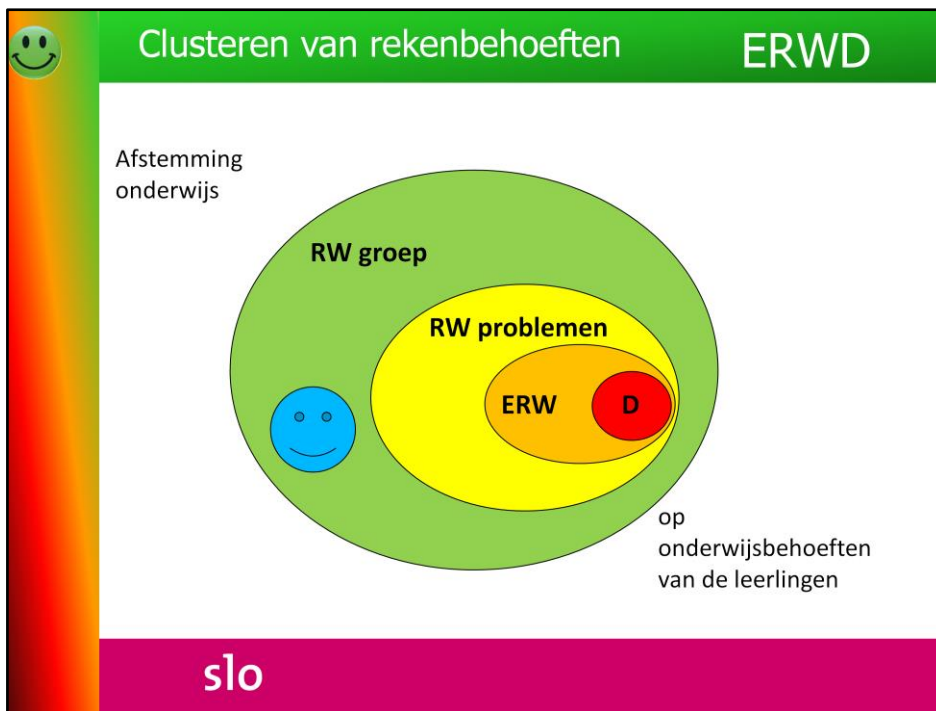 Clusteren van rekenbehoeften
ERWD
Afstemming
onderwijs
RW groep
RW problemen
ERW
D
op
onderwijsbehoeften
van de leerlingen
slo